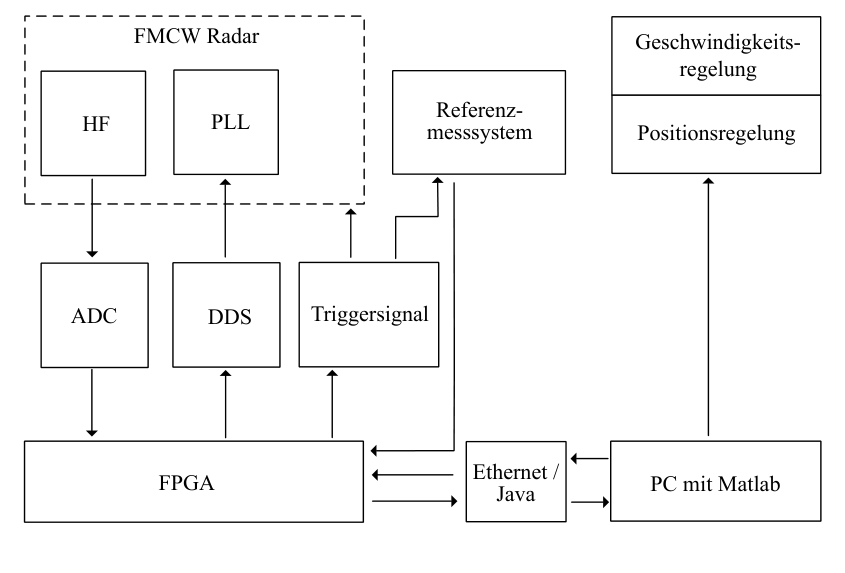 FMCW Radar
HF
PLL
Referenz-
messsystem
Geschwindigkeits-
regelung
Positionsregelung
ADC
DDS
Triggersignal
FPGA
Ethernet /
Java
PC mit Matlab